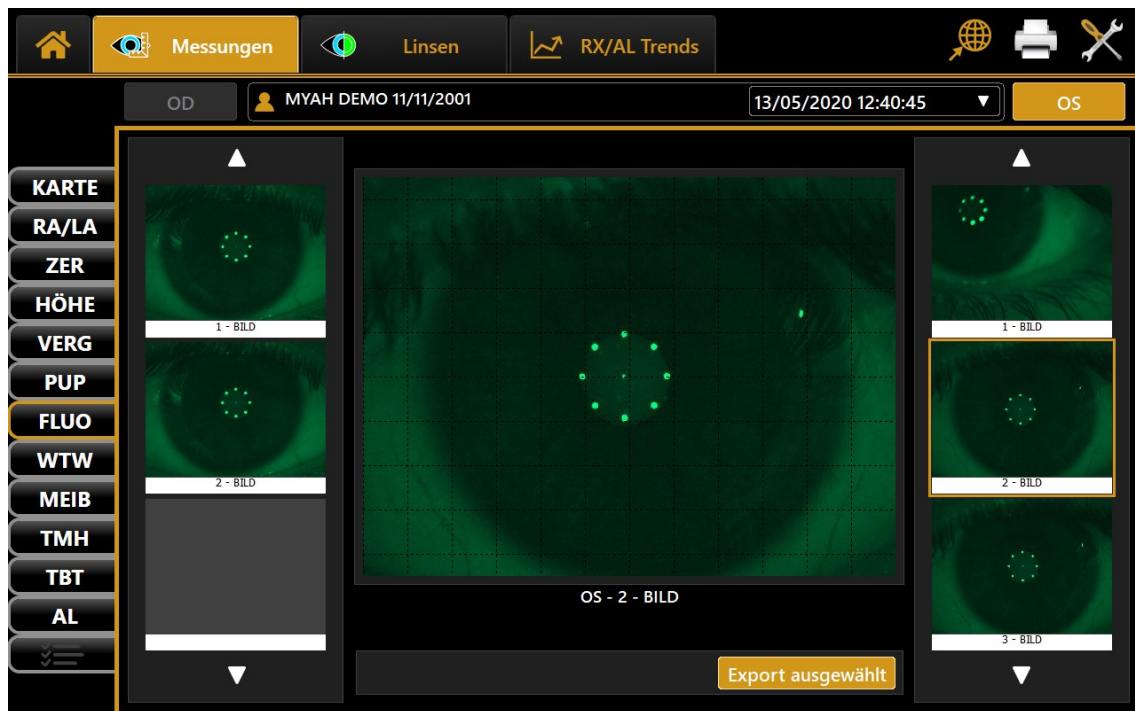 Messungen
Linsen
RX/AL Trends
OD
MYAH DEMO 11/11/2001
13/05/2020 12:40:45
OS
KARTE
RA/LA
ZER
HÖHE
VERG
PUP
FLUO
WTW
MEIB
TMH
TBT
AL
1 - BILD
2 - BILD
OS - 2 - BILD
Export ausgewählt
1 - BILD
2 - BILD
3 - BILD